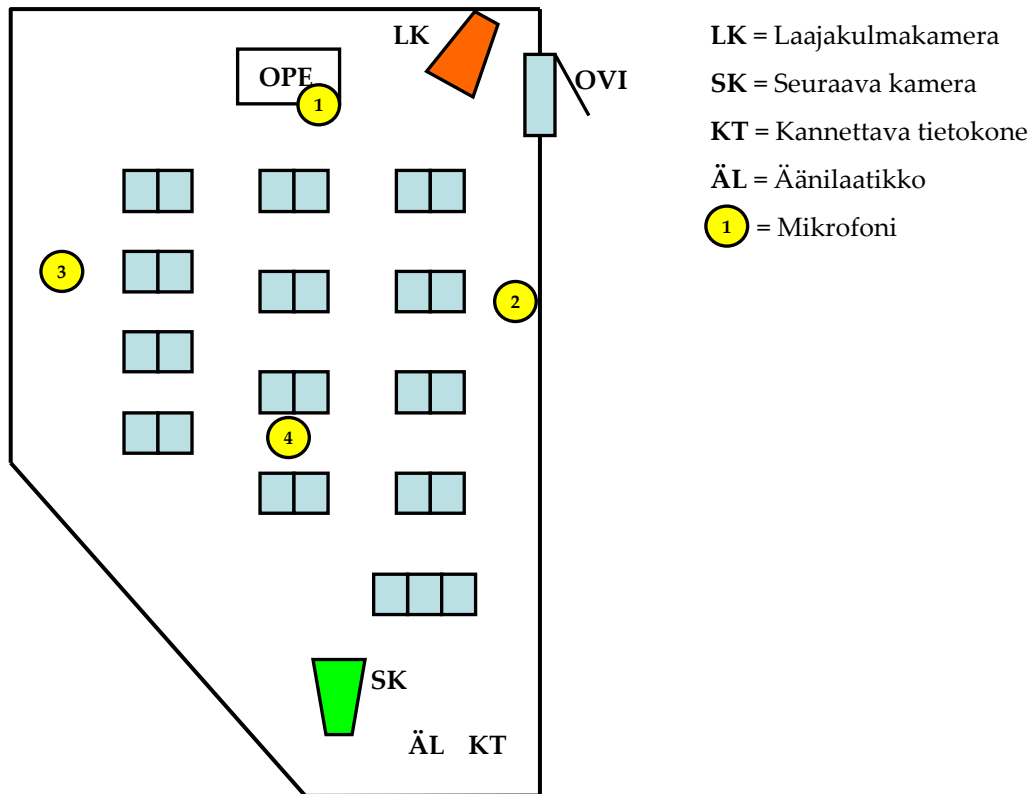 LK
OPE
1
OVI
3
2
4
SK
ÄL KT
LK = Laajakulmakamera
SK = Seuraava kamera
KT = Kannettava tietokone
ÄL = Äänilaatikko
1 = Mikrofoni